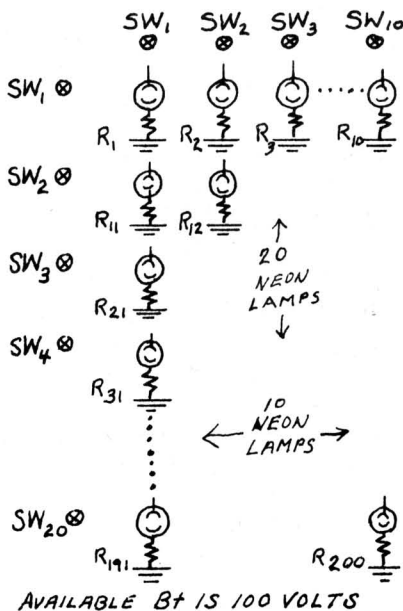 SW1 SW2 SW3 SW10
SW1
R1 R2 R3 R10
SW2
R11 R12
SW3
20
NEON
LAMPS
R21
SW4
R31
10
NEON
LAMPS
SW20
R191 R200
AVAILABLE B+ IS 100 VOLTS